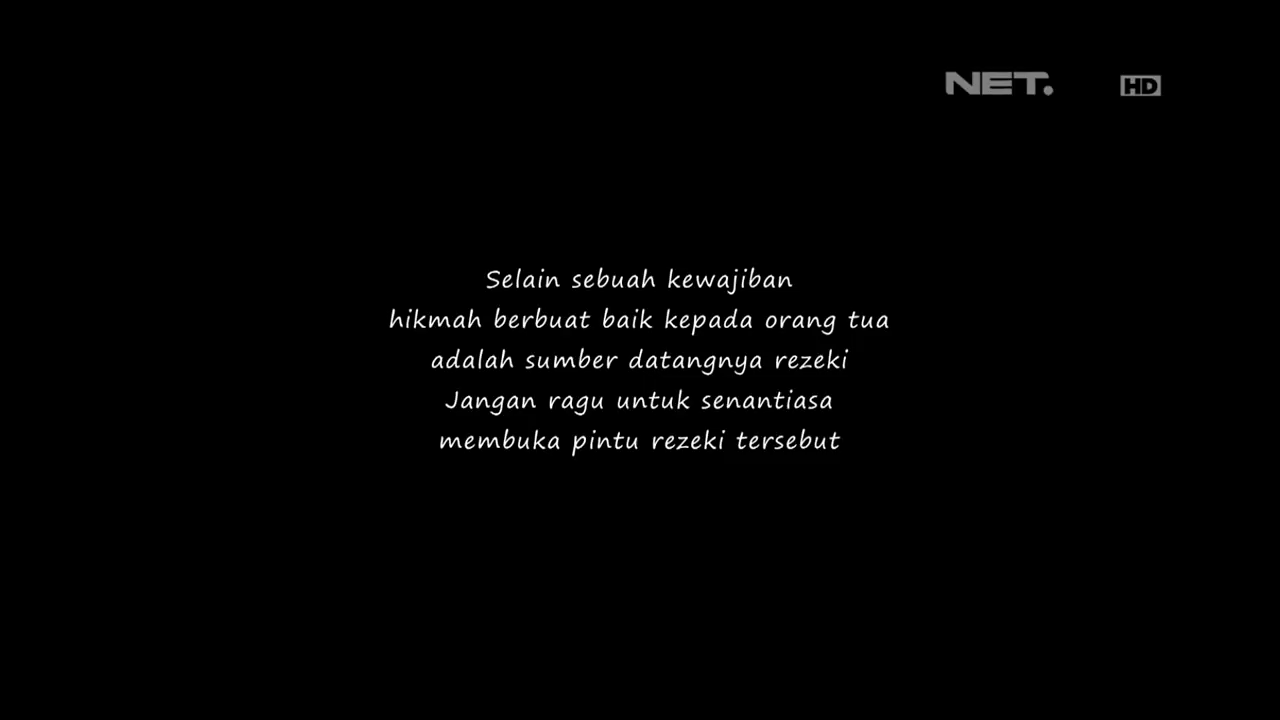 NET. HD
Selain sebuah kewajiban
hikmah berbuat baik kepada orang tua
adalah sumber datangnya rezeki
Jangan ragu untuk senantiasa
membuka pintu rezeki tersebut